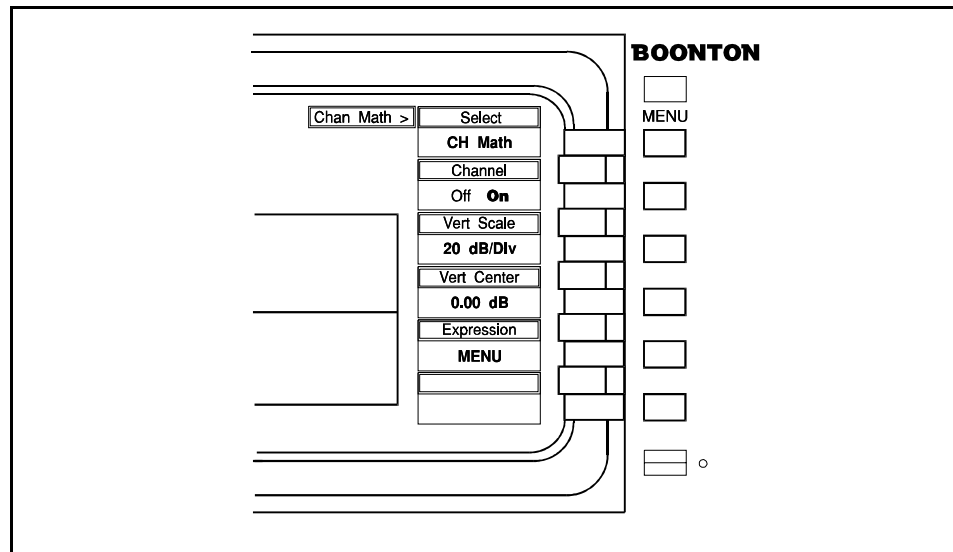 BOONTON
MENU
Chan Math >
Select
CH Math
Channel
Off On
Vert Scale
20 dB/Div
Vert Center
0.00 dB
Expression
MENU